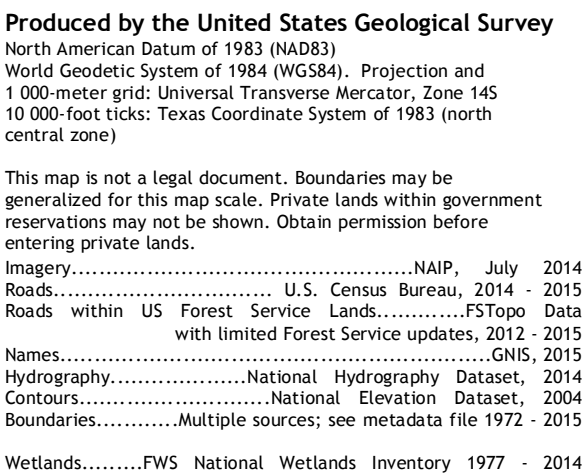 Produced by the United States Geological Survey
North American Datum of 1983 (NAD83)
World Geodetic System of 1984 (WGS84).  Projection and
1 000-meter grid: Universal Transverse Mercator, Zone 14S
10 000-foot ticks: Texas Coordinate System of 1983 (north
central zone)
This map is not a legal document. Boundaries may be
generalized for this map scale. Private lands within government
reservations may not be shown. Obtain permission before
entering private lands.
Imagery.............................................NAIP, July 2014
Roads............................. U.S. Census Bureau, 2014 - 2015
Roads within US Forest Service Lands.............FSTopo Data
with limited Forest Service updates, 2012 - 2015
Names.......................................................GNIS, 2015
Hydrography...................National Hydrography Dataset, 2014
Contours............................National Elevation Dataset, 2004
Boundaries............Multiple sources; see metadata file 1972 - 2015
Wetlands.........FWS National Wetlands Inventory 1977 - 2014